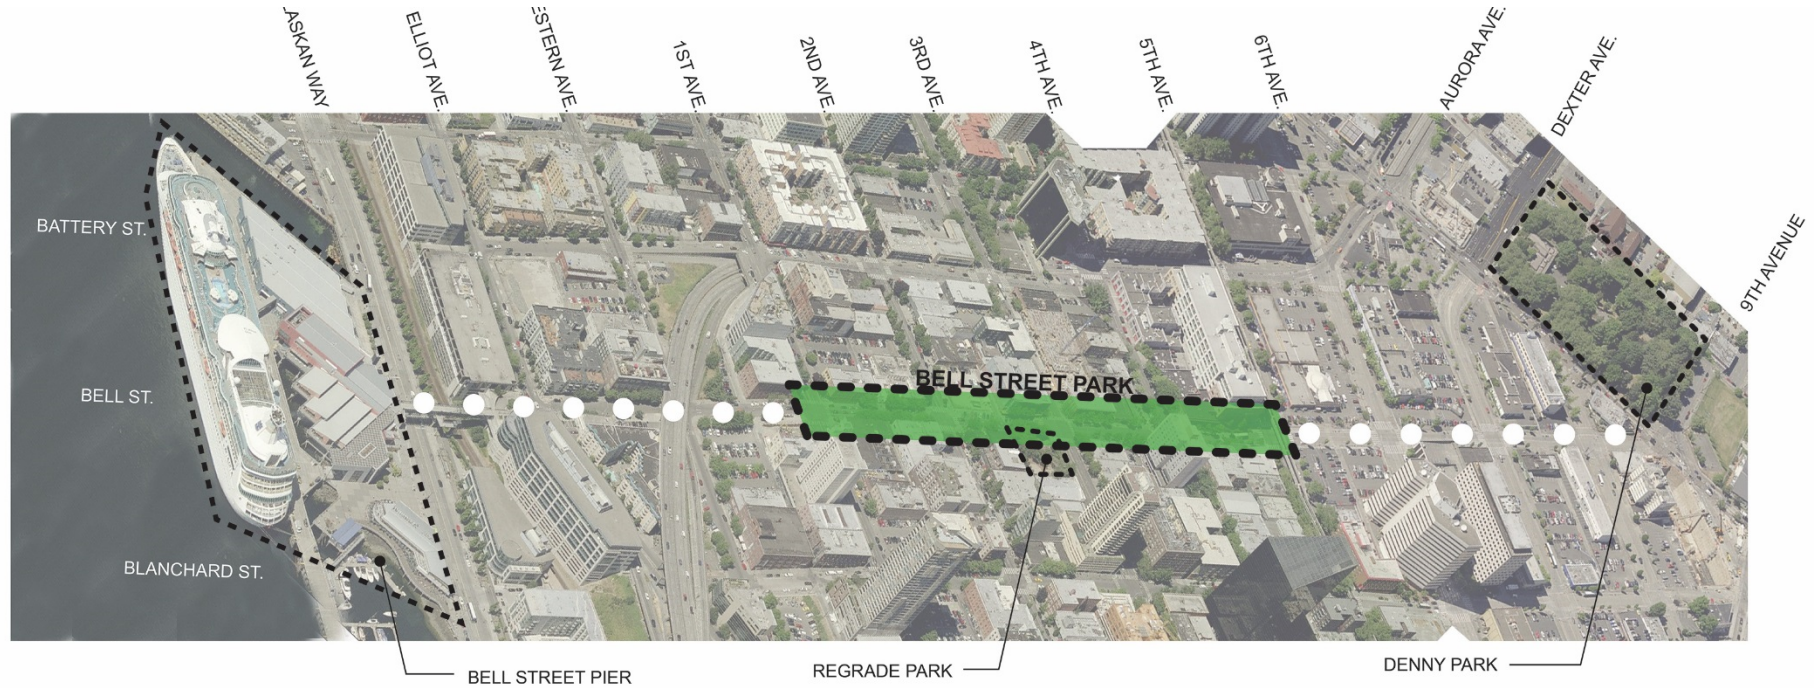 ASKAN WAY
ELLIOT AVE.
ESTERN AVE.
1ST AVE.
2ND AVE.
3RD AVE.
4TH AVE.
5TH AVE.
6TH AVE.
AURORA AVE.
DEXTER AVE.
9TH AVENUE
BATTERY ST.
BELL ST.
BLANCHARD ST.
BELL STREET PARK
BELL STREET PIER
REGRADE PARK
DENNY PARK